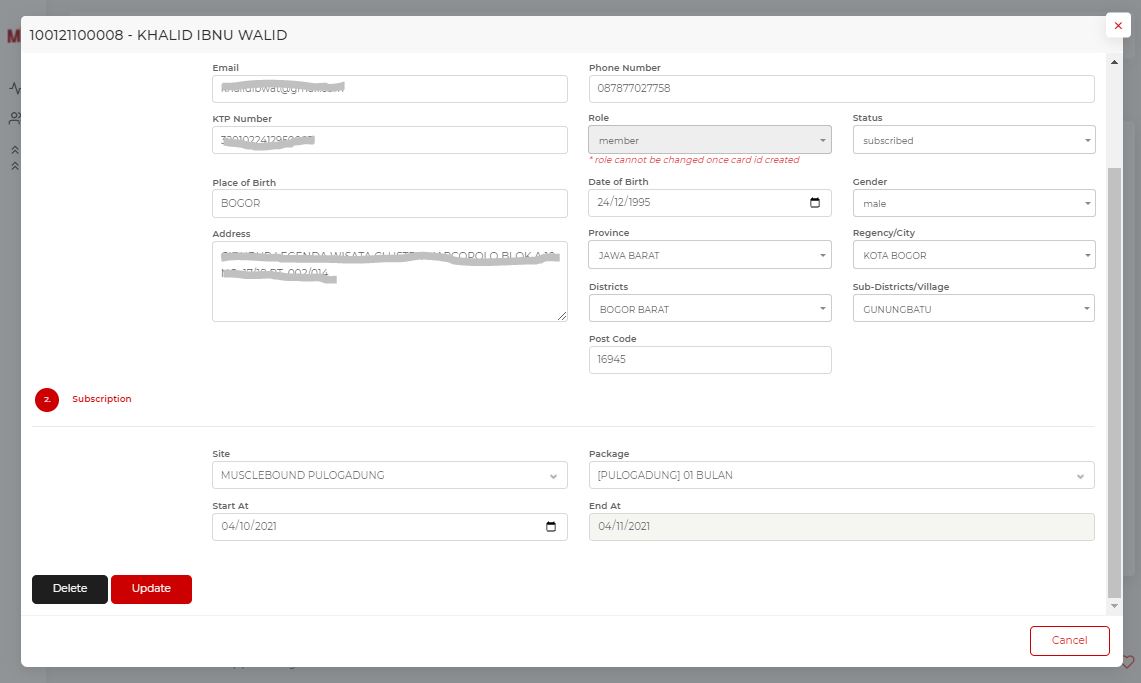 100121100008 - KHALID IBNU WALID
Email
Phone Number
087877027758
KTP Number
Role
member
* role cannot be changed once card id created
Status
subscribed
Place of Birth
BOGOR
Date of Birth
24/12/1995
Gender
male
Address
Province
JAWA BARAT
Regency/City
KOTA BOGOR
Districts
BOGOR BARAT
Sub-Districts/Village
GUNUNGBATU
Post Code
16945
2. Subscription
Site
MUSCLEBOUND PULOGADUNG
Package
[PULOGADUNG] 01 BULAN
Start At
04/10/2021
End At
04/11/2021
Delete Update
Cancel